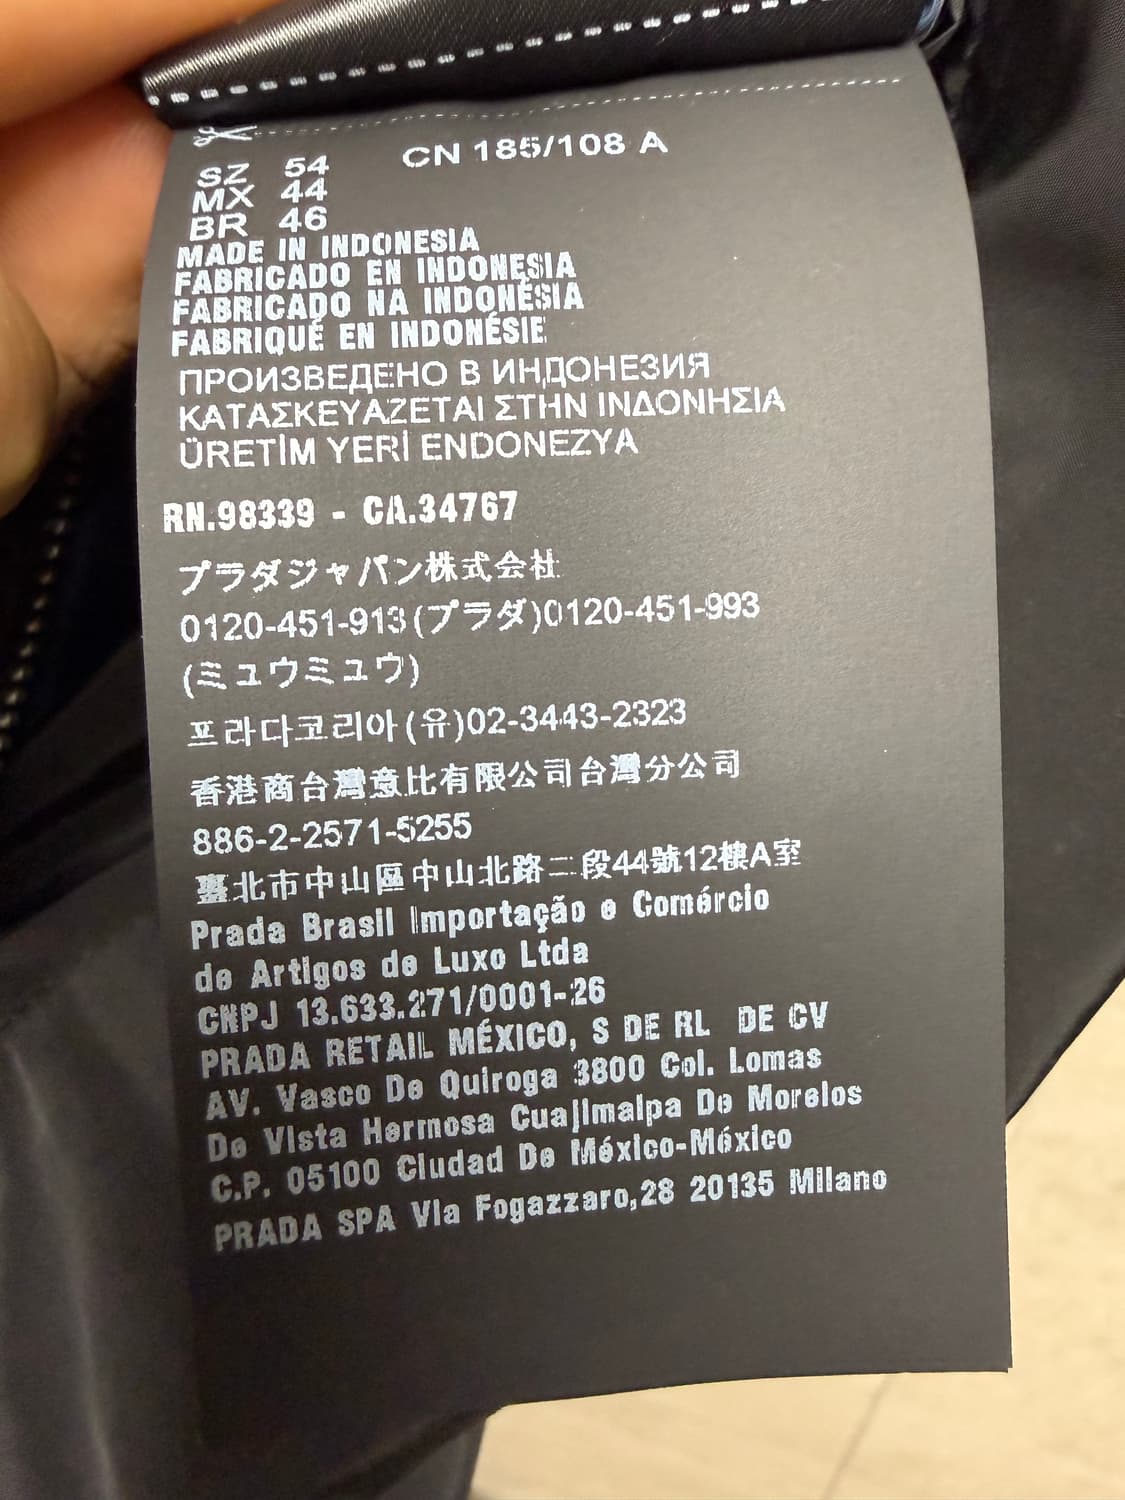 SZ 54 CN 185/108 A
MX 44
BR 46
MADE IN INDONESIA
FABRICADO EN INDONESIA
FABRICADO NA INDONÉSIA
FABRIQUÉ EN INDONÉSIE
ПРОИЗВЕДЕНО В ИНДОНЕЗИЯ
ΚΑΤΑΣΚΕΥΑΖΕΤΑΙ ΣΤΗΝ ΙΝΔΟΝΗΣΙΑ
ÜRETİM YERİ ENDONEZYA
RN.98339 - CA.34767
プラダジャパン株式会社
0120-451-913(プラダ)0120-451-993
(ミュウミュウ)
프라다코리아(유)02-3443-2323
香港商台灣意比有限公司台灣分公司
886-2-2571-5255
臺北市中山區中山北路二段44號12樓A室
Prada Brasil Importação e Comércio
de Artigos de Luxo Ltda
CNPJ 13.633.271/0001-26
PRADA RETAIL MÉXICO, S DE RL DE CV
AV. Vasco De Quiroga 3800 Col. Lomas
De Vista Hermosa Cuajimalpa De Morelos
C.P. 05100 Ciudad De México-México
PRADA SPA Via Fogazzaro,28 20135 Milano